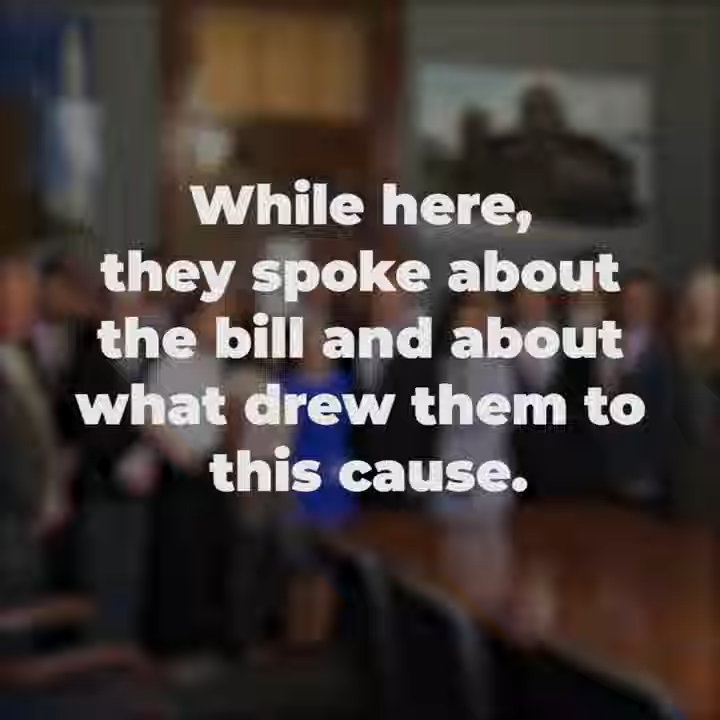 While here,
they spoke about
the bill and about
what drew them to
this cause.